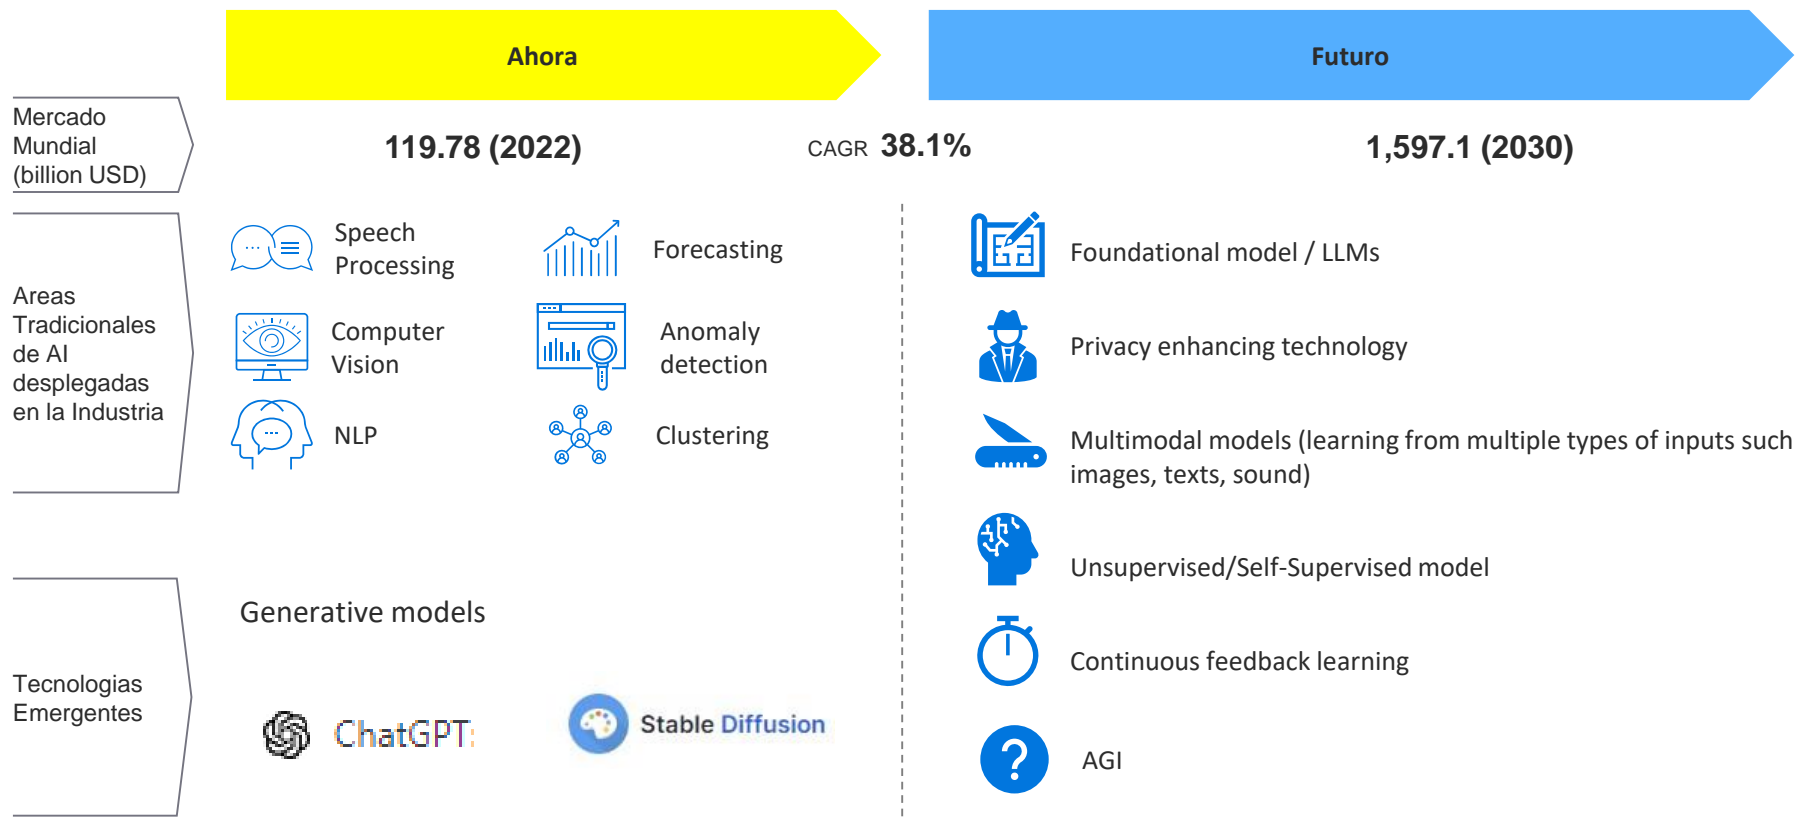 Ahora
Futuro
Mercado
Mundial
(billion USD)
119.78 (2022)
CAGR 38.1%
1,597.1 (2030)
Areas
Tradicionales
de AI
desplegadas
en la Industria
Speech
Processing
Forecasting
Computer
Vision
Anomaly
detection
NLP
Clustering
Foundational model / LLMs
Privacy enhancing technology
Multimodal models (learning from multiple types of inputs such
images, texts, sound)
Unsupervised/Self-Supervised model
Continuous feedback learning
AGI
Tecnologias
Emergentes
Generative models
ChatGPT
Stable Diffusion